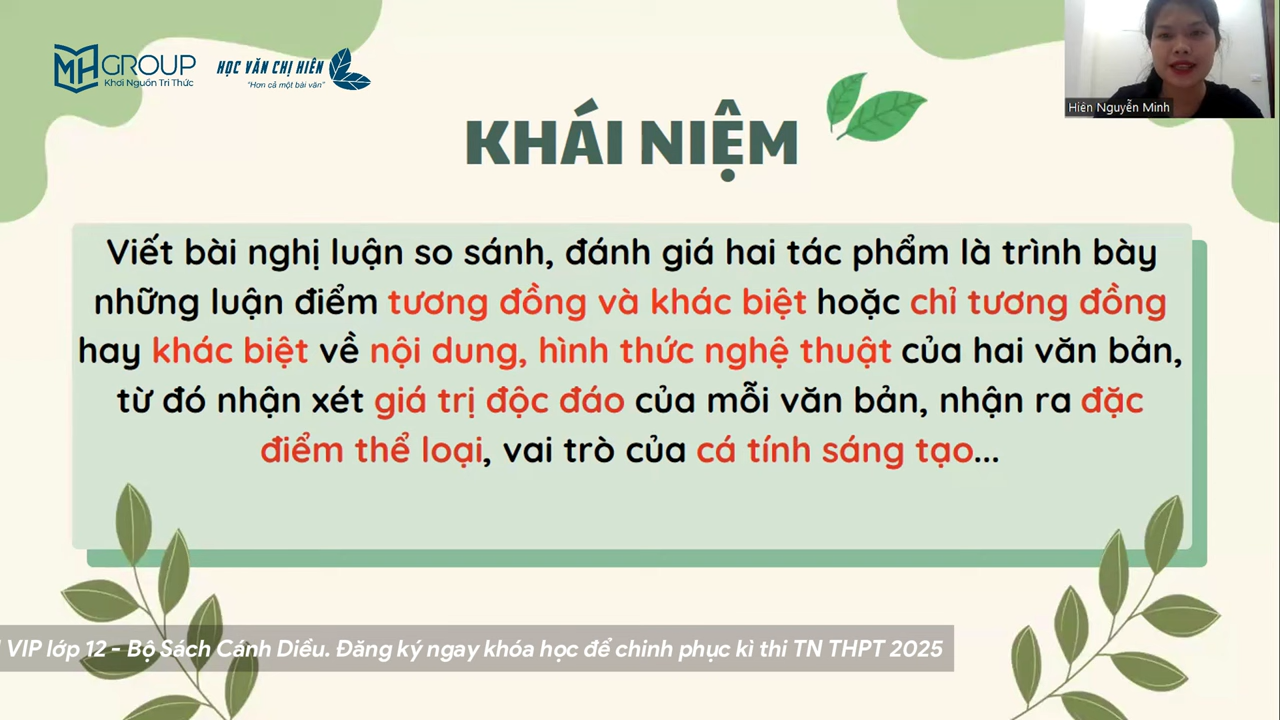 MH GROUP
Khơi Nguồn Tri Thức
HỌC VĂN CHỊ HIÊN
"Hơn cả một bài văn"
Hiên Nguyễn Minh
KHÁI NIỆM
Viết bài nghị luận so sánh, đánh giá hai tác phẩm là trình bày
những luận điểm tương đồng và khác biệt hoặc chỉ tương đồng
hay khác biệt về nội dung, hình thức nghệ thuật của hai văn bản,
từ đó nhận xét giá trị độc đáo của mỗi văn bản, nhận ra đặc
điểm thể loại, vai trò của cá tính sáng tạo...
VIP lớp 12 - Bộ Sách Cánh Diều. Đăng ký ngay khóa học để chinh phục kì thi TN THPT 2025